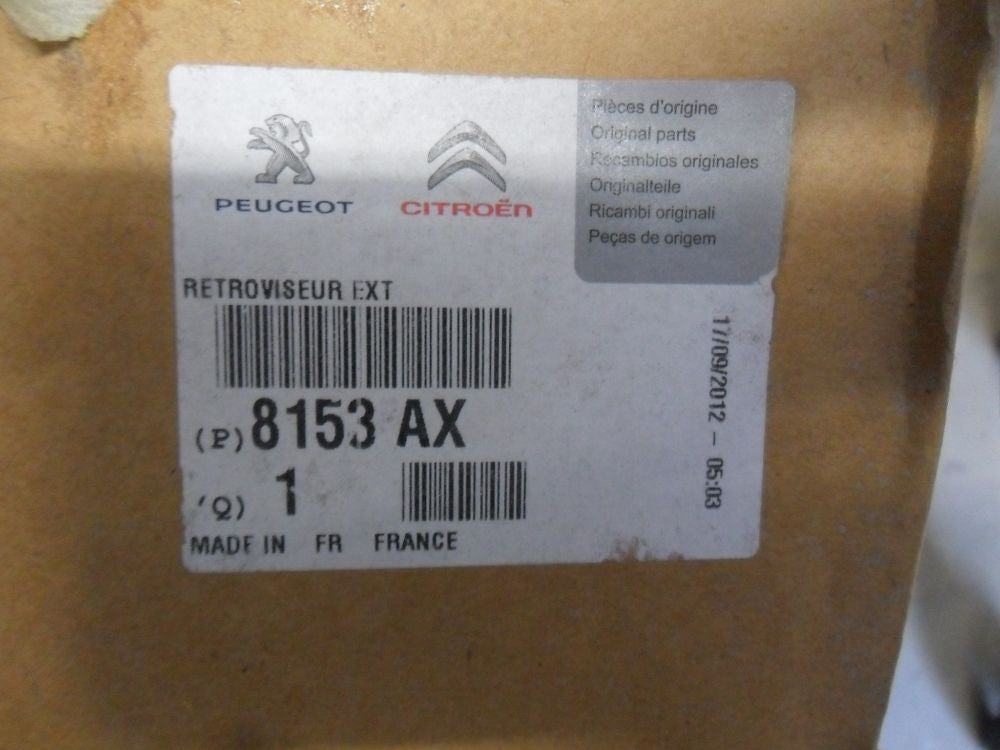 PEUGEOT
CITROËN
Pièces d'origine
Original parts
Recambios originales
Originalteile
Ricambi originali
Peças de origem
RETROVISEUR EXT
(P) 8153 AX
(Q) 1
MADE IN FR FRANCE
17/09/2012 - 05:03